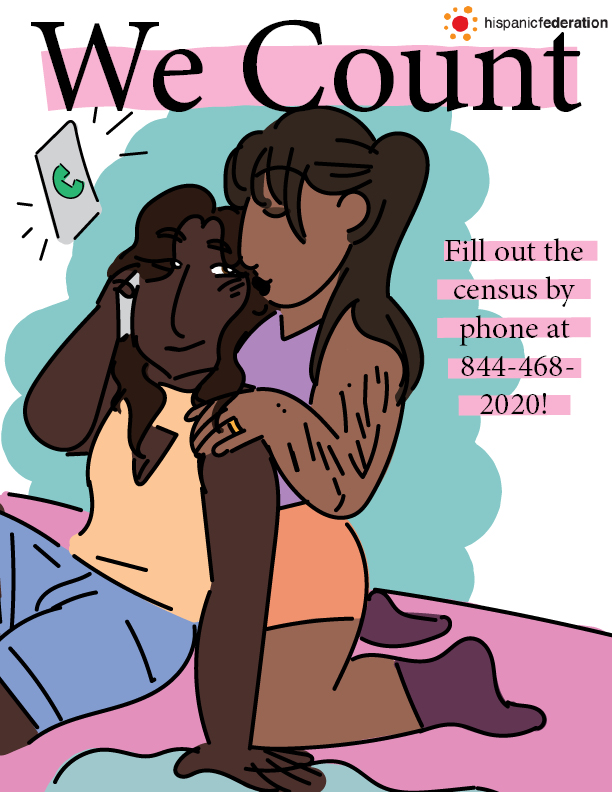 hispanicfederation
We Count
Fill out the
census by
phone at
844-468-
2020!